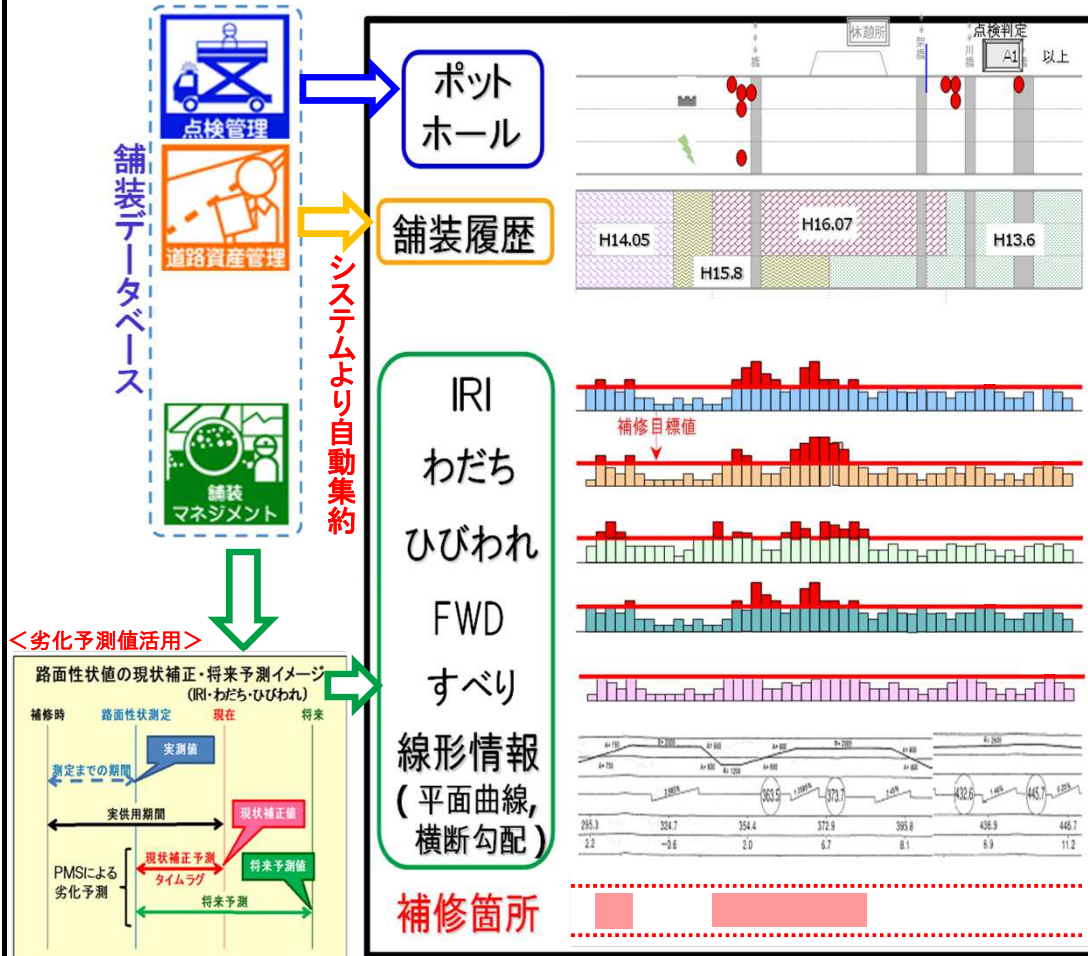 点検管理
舗装データベース
道路資産管理
舗装
マネジメント
システムより自動集約
ポット
ホール
休憩所
点検判定
A1
以上
***橋
**架橋
**川橋
舗装履歴
H14.05
H15.8
H16.07
H13.6
IRI
補修目標値
わだち
ひびわれ
FWD
すべり
線形情報
(平面曲線,
横断勾配)
363.5
373.7
432.6
445.7
295.3 324.7 354.4 372.9 395.8 436.9 446.7
2.2 -0.6 2.0 6.7 8.1 6.9 11.2
補修箇所
<劣化予測値活用>
路面性状値の現状補正・将来予測イメージ
(IRI・わだち・ひびわれ)
補修時 路面性状測定 現在 将来
実測値
測定までの期間
実供用期間
現状補正値
PMSによる
劣化予測
現状補正予測
タイムラグ
将来予測値
将来予測